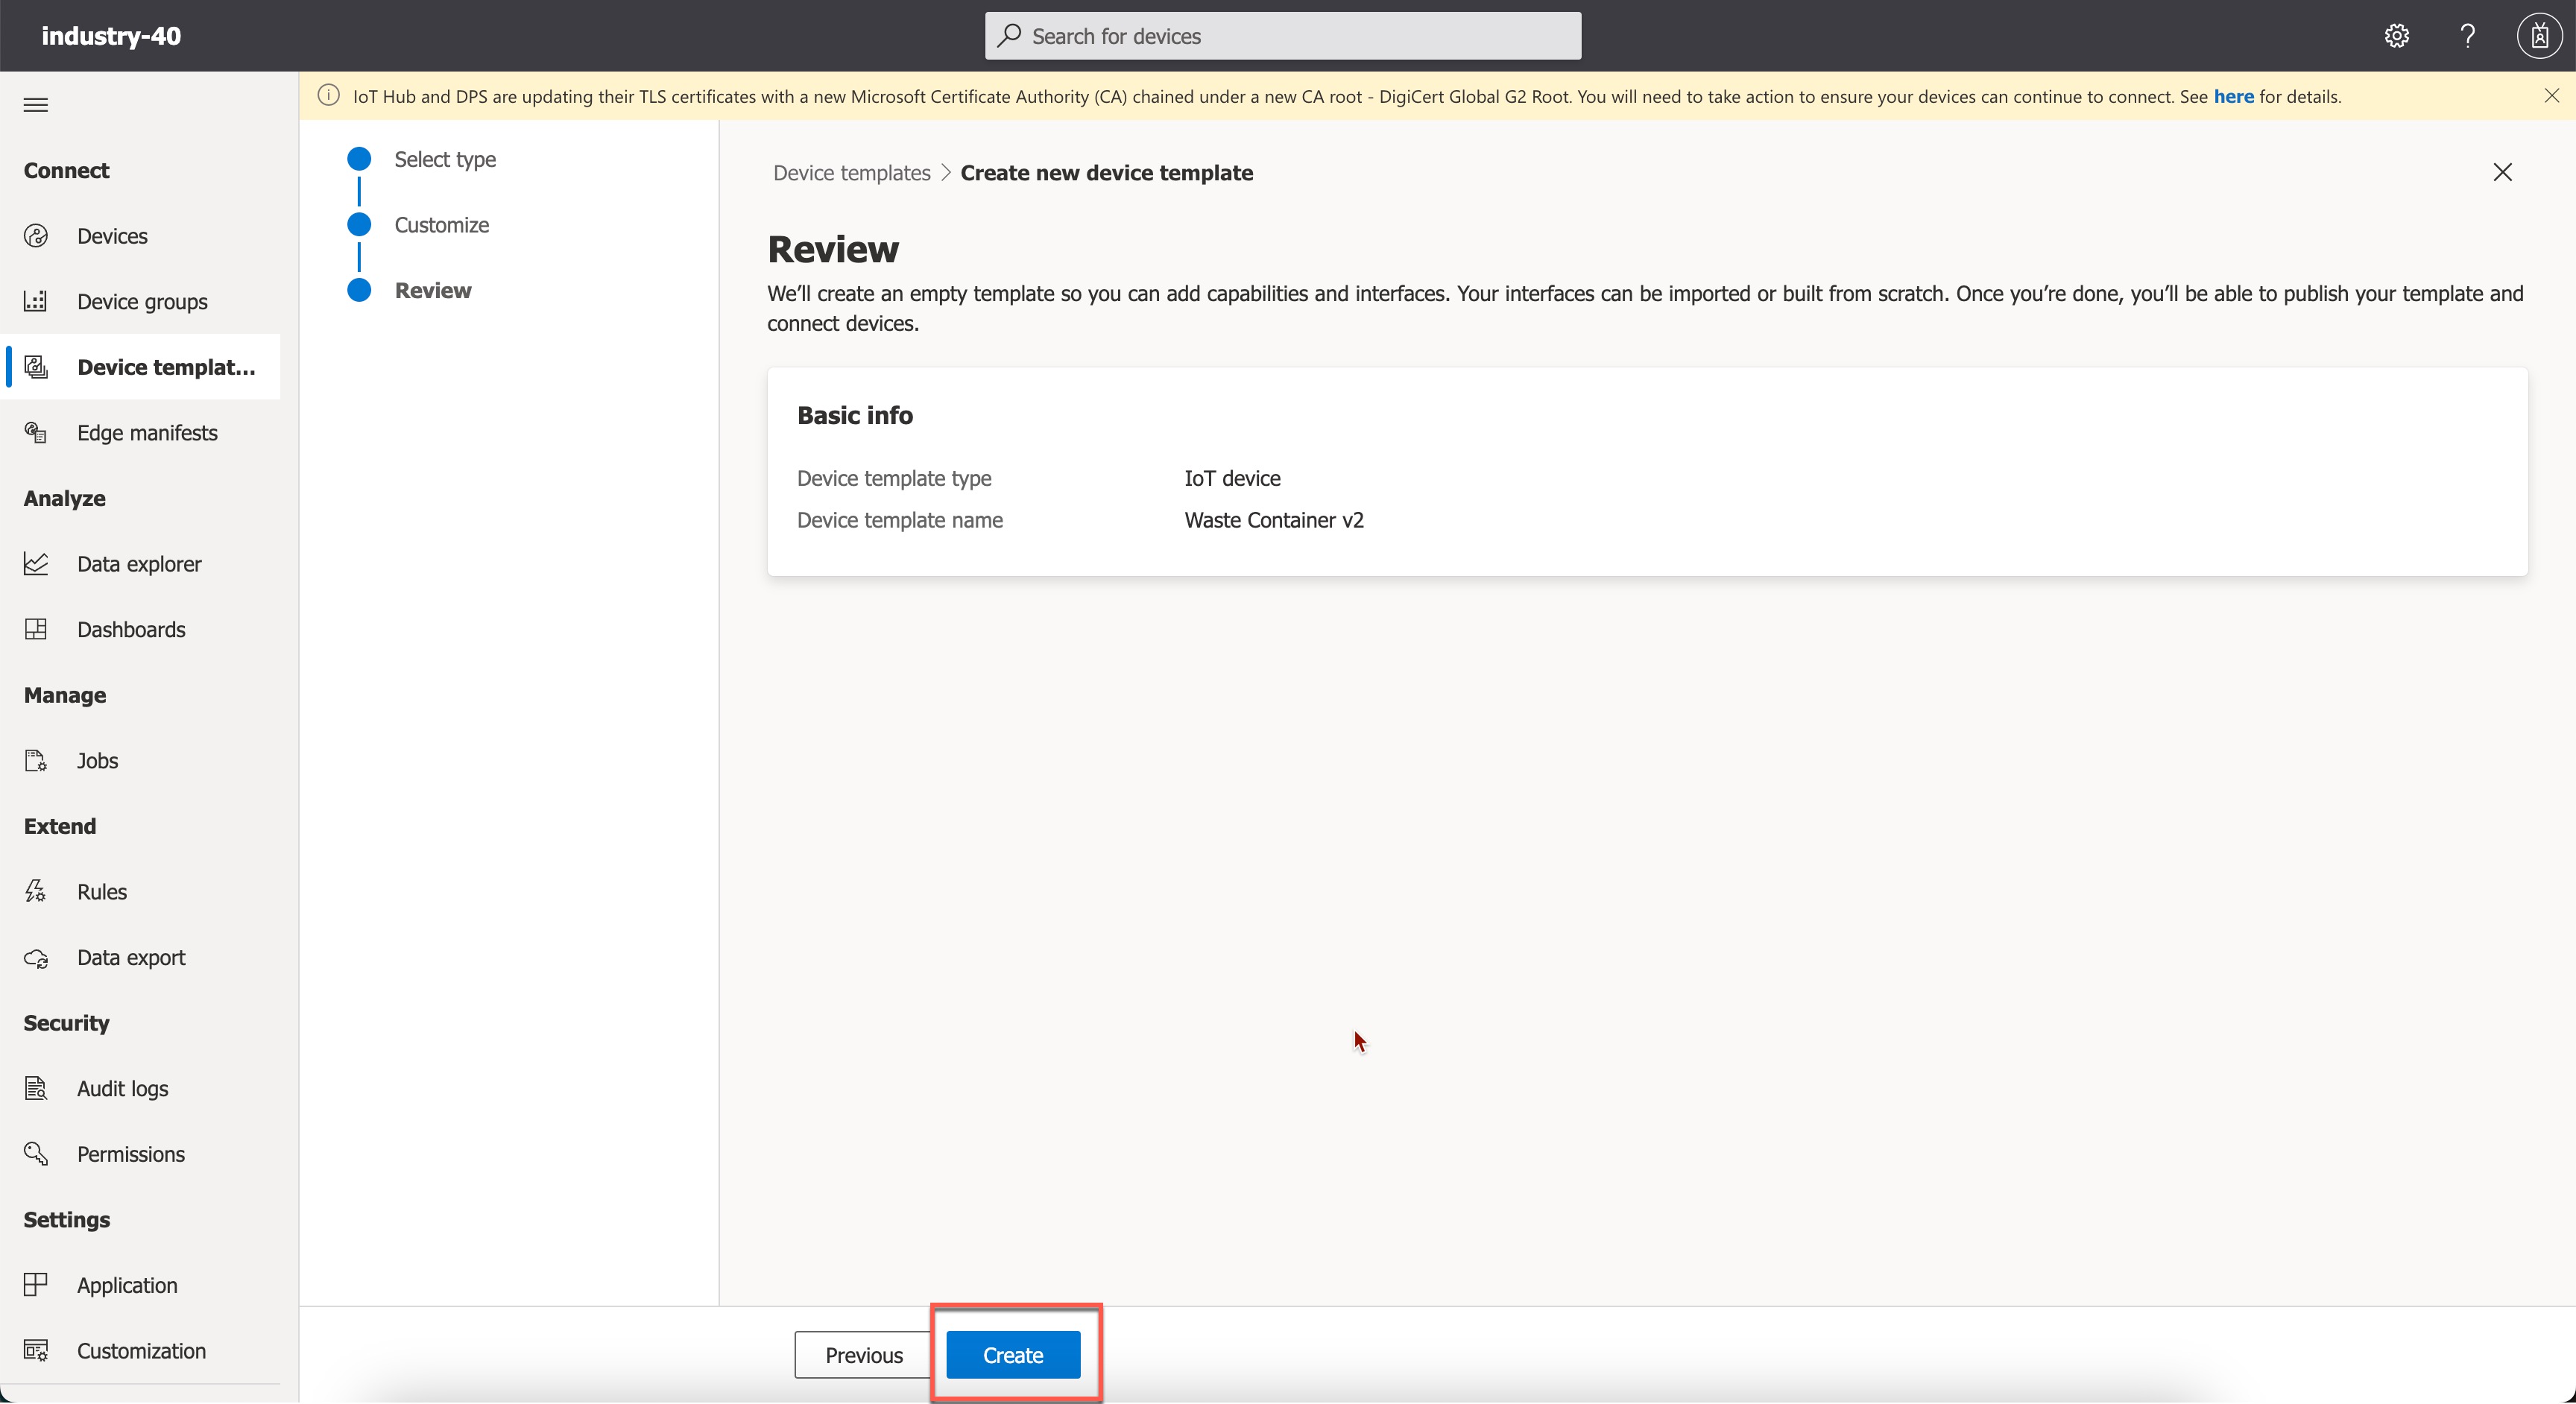 industry-40
Search for devices
IoT Hub and DPS are updating their TLS certificates with a new Microsoft Certificate Authority (CA) chained under a new CA root - DigiCert Global G2 Root. You will need to take action to ensure your devices can continue to connect. See here for details.
Connect
Devices
Device groups
Device templat...
Edge manifests
Analyze
Data explorer
Dashboards
Manage
Jobs
Extend
Rules
Data export
Security
Audit logs
Permissions
Settings
Application
Customization
Select type
Customize
Review
Device templates > Create new device template
Review
We’ll create an empty template so you can add capabilities and interfaces. Your interfaces can be imported or built from scratch. Once you’re done, you’ll be able to publish your template and
connect devices.
Basic info
Device template type IoT device
Device template name Waste Container v2
Previous
Create